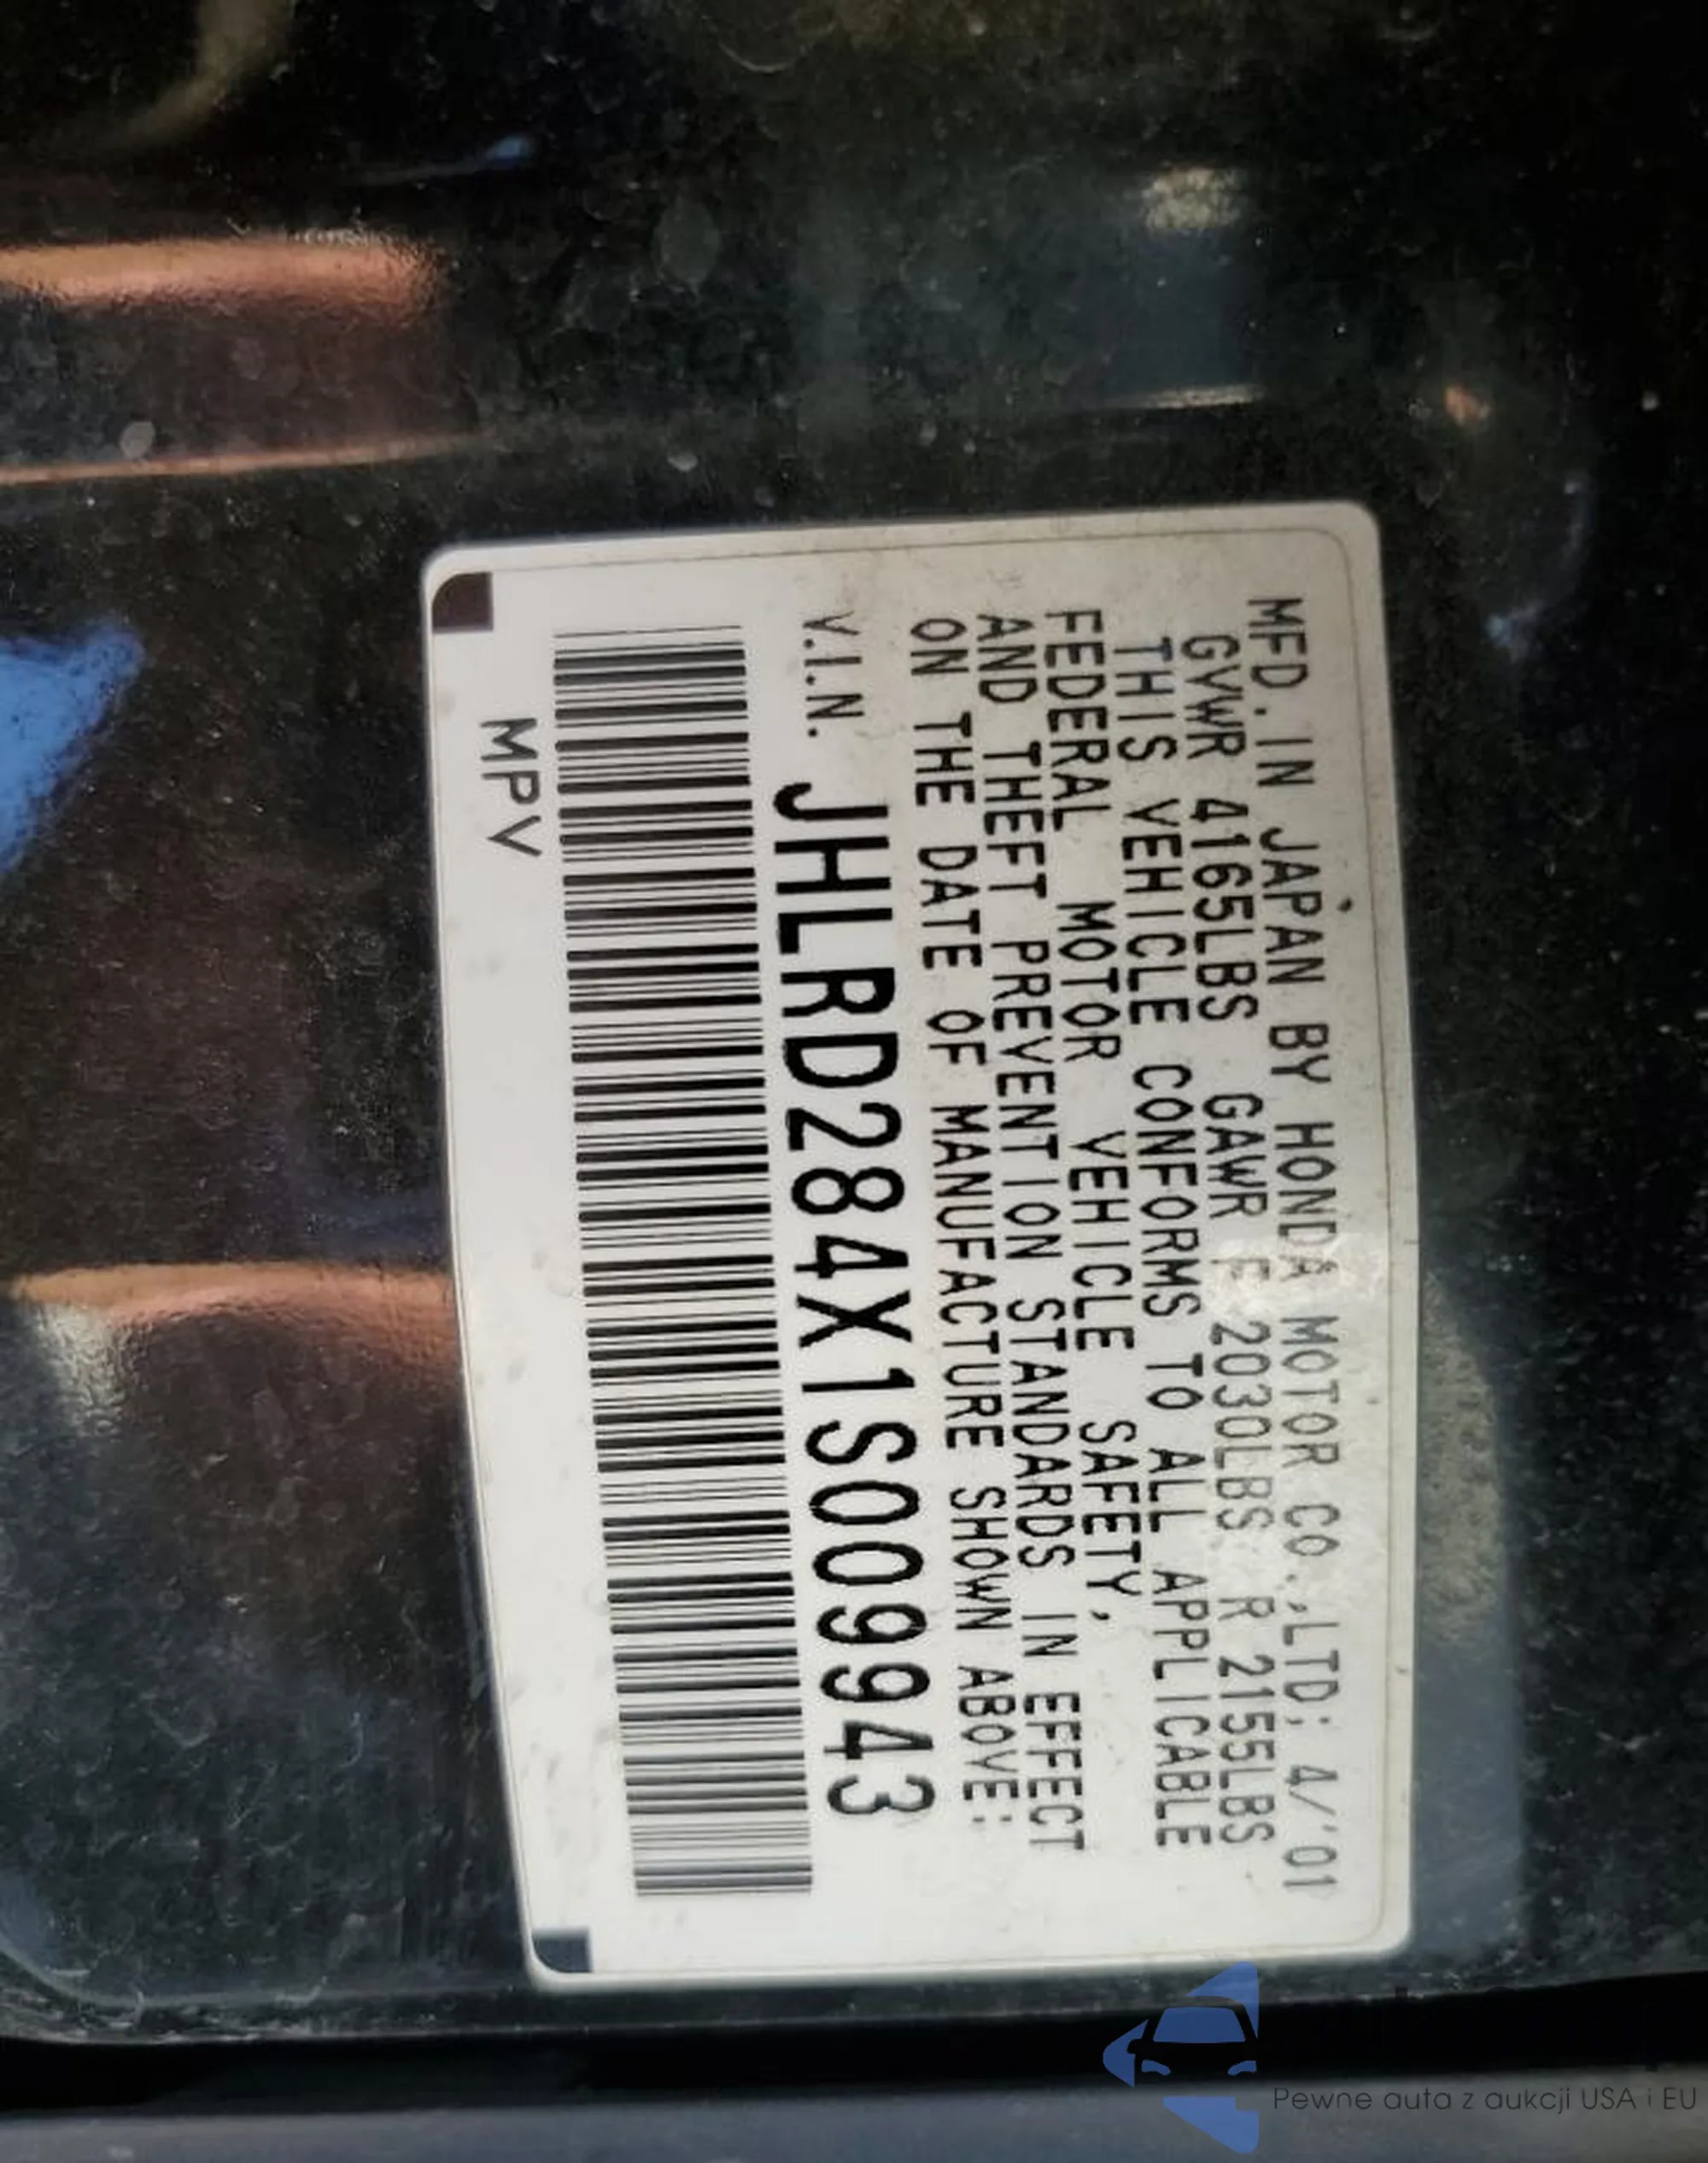 MFD.IN JAPAN BY HONDA MOTOR CO.,LTD; 4/'01
GVWR 4165LBS GAWR F 2030LBS R 2155LBS
THIS VEHICLE CONFORMS TO ALL APPLICABLE
FEDERAL MOTOR VEHICLE SAFETY,
AND THEFT PREVENTION STANDARDS IN EFFECT
ON THE DATE OF MANUFACTURE SHOWN ABOVE:
V.I.N. JHLRD284X1S009943
MPV
Pewne auta z aukcji USA i EU